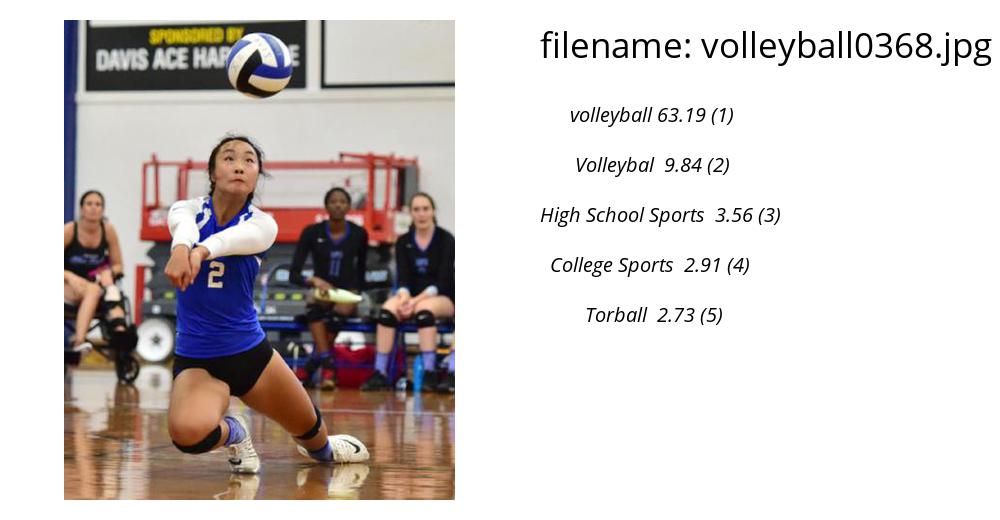 SPONSORED BY
DAVIS ACE HAR E
2
filename: volleyball0368.jpg
volleyball 63.19 (1)
Volleybal 9.84 (2)
High School Sports 3.56 (3)
College Sports 2.91 (4)
Torball 2.73 (5)